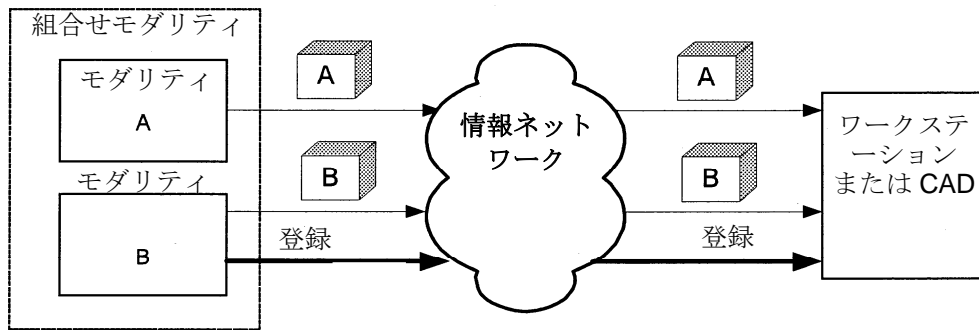 組合せモダリティ
モダリティ
A
モダリティ
B
A
B
登録
情報ネット
ワーク
A
B
登録
ワークステ
ーション
または CAD